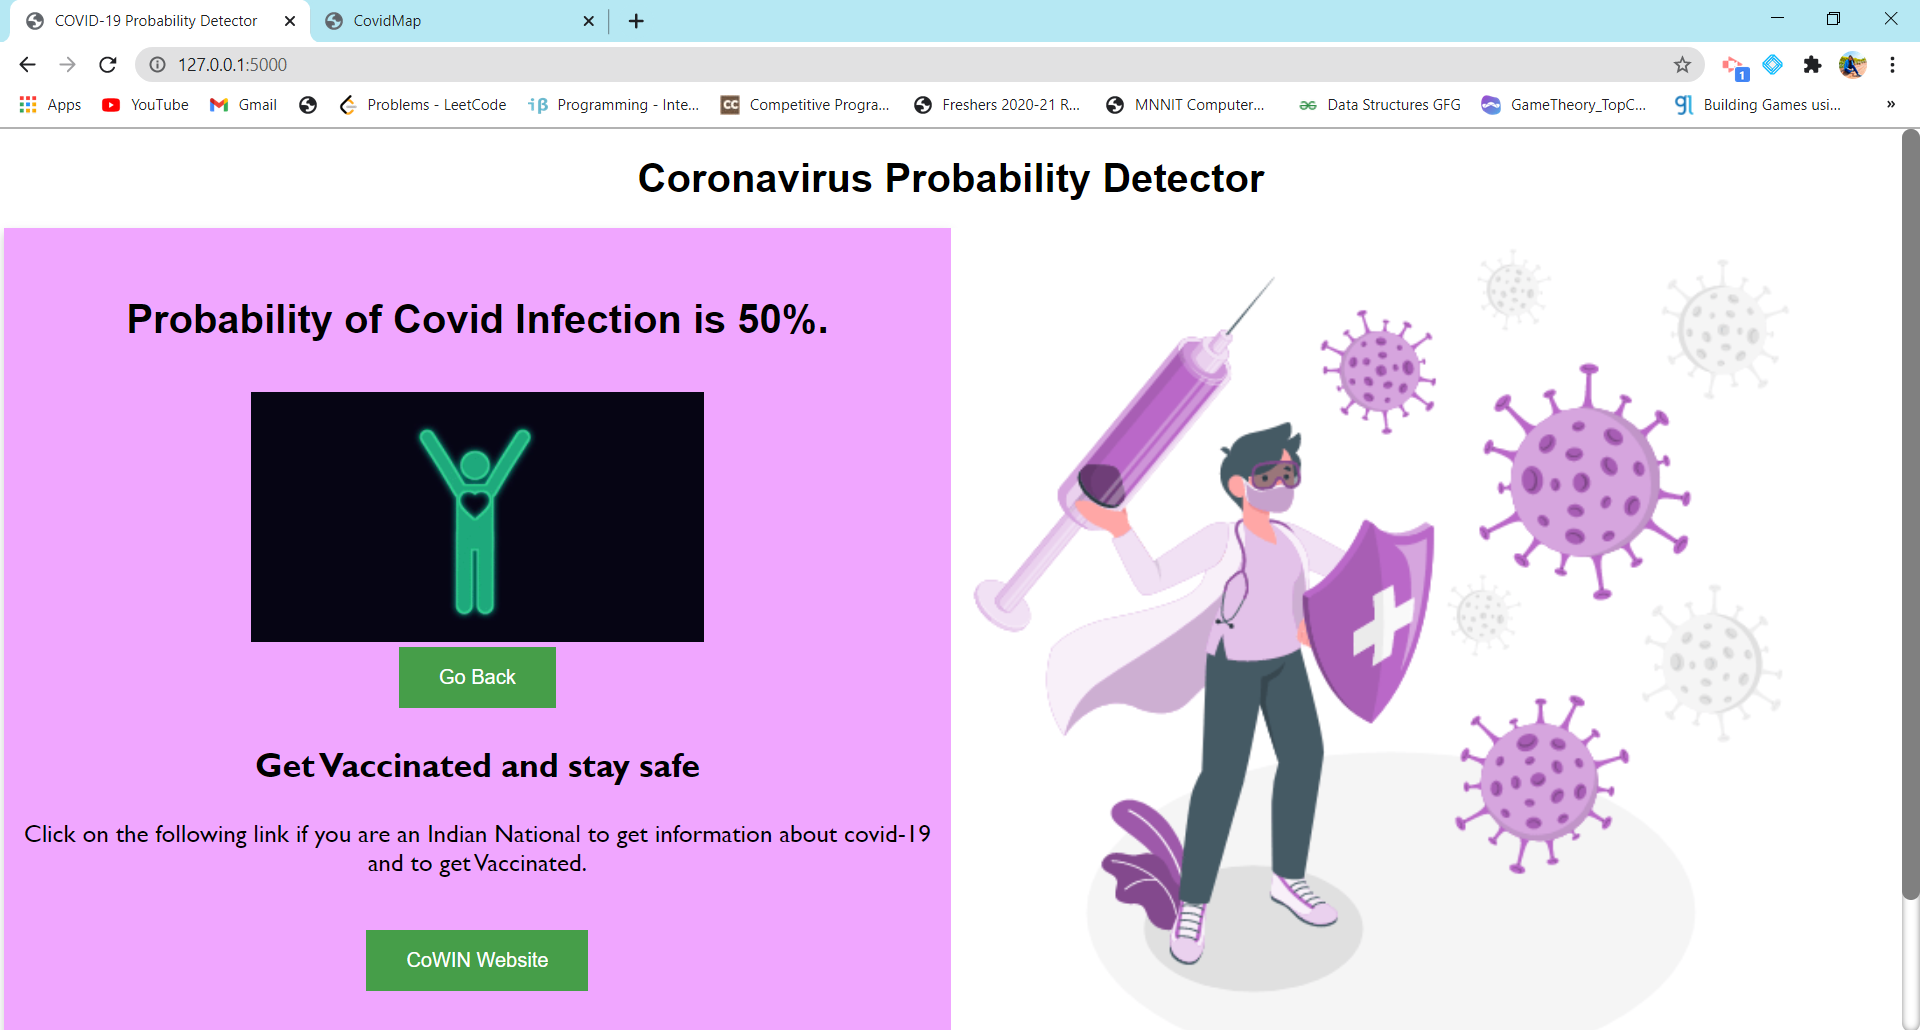 COVID-19 Probability Detector
CovidMap
127.0.0.1:5000
1
Apps
YouTube
Gmail
Problems - LeetCode
Programming - Inte...
CC
Competitive Progra...
Freshers 2020-21 R...
MNNIT Computer...
Data Structures GFG
GameTheory_TopC...
gl
Building Games usi...
»
Coronavirus Probability Detector
Probability of Covid Infection is 50%.
Go Back
Get Vaccinated and stay safe
Click on the following link if you are an Indian National to get information about covid-19
and to get Vaccinated.
CoWIN Website